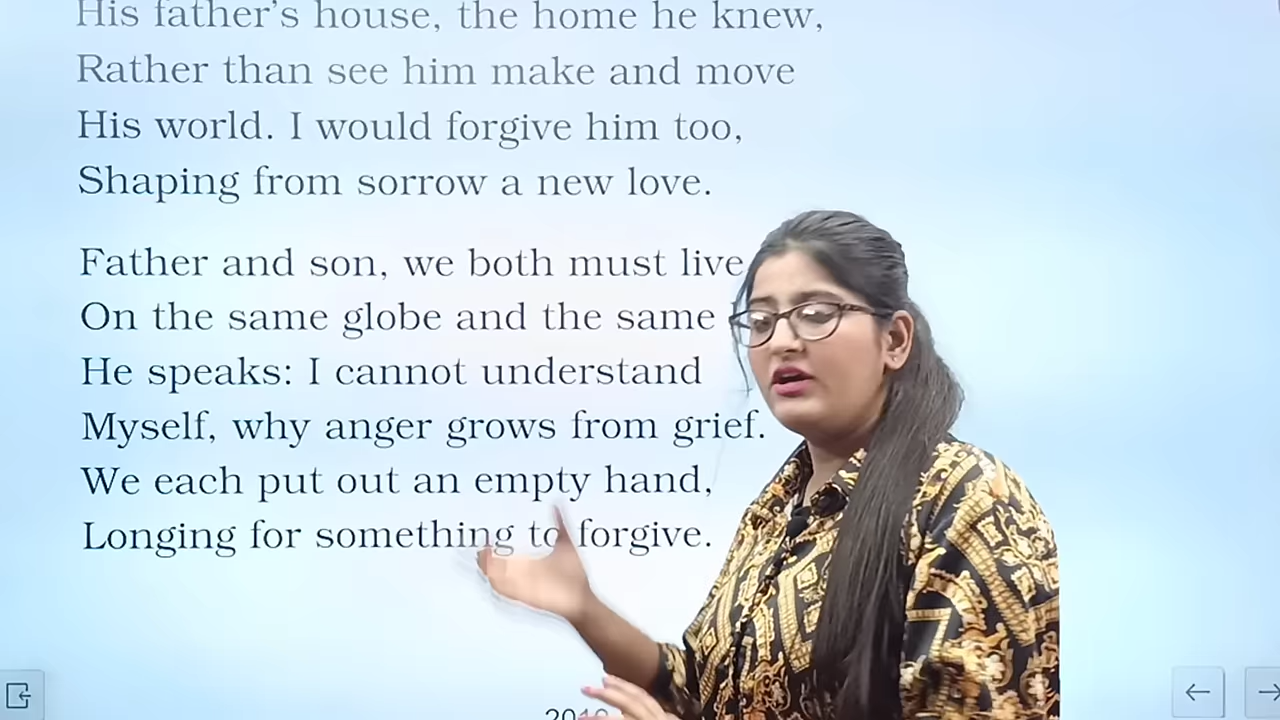 His father's house, the home he knew,
Rather than see him make and move
His world. I would forgive him too,
Shaping from sorrow a new love.
Father and son, we both must live
On the same globe and the same
He speaks: I cannot understand
Myself, why anger grows from grief.
We each put out an empty hand,
Longing for something to forgive.